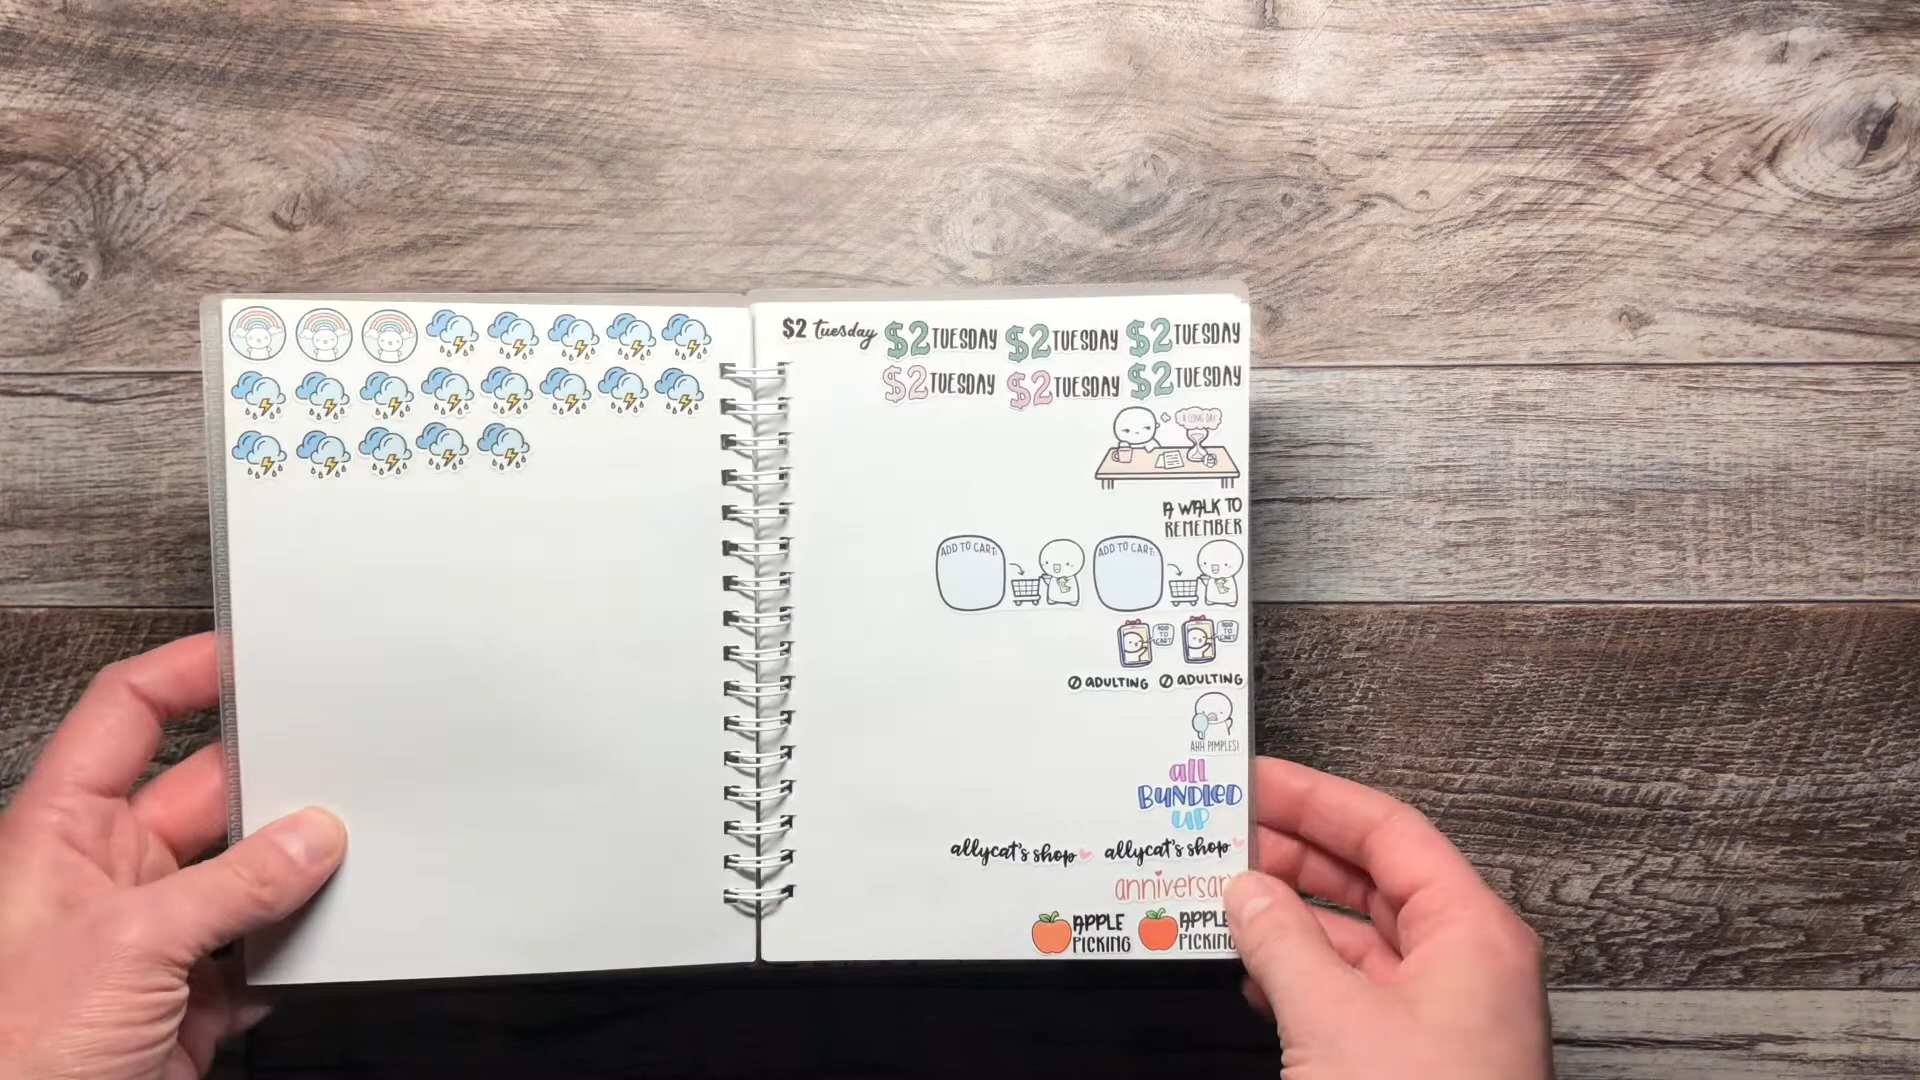 $2 tuesday $2 TUESDAY $2 TUESDAY $2 TUESDAY
$2 TUESDAY $2 TUESDAY $2 TUESDAY
A LONG DAY
A WALK TO
REMEMBER
ADD TO CART: ADD TO CART:
ADD TO CART ADD TO CART
ADULTING ADULTING
AHH PIMPLES!
all
BUNDLED
UP
allycat's shop allycat's shop
anniversary
APPLE PICKING APPLE PICKING